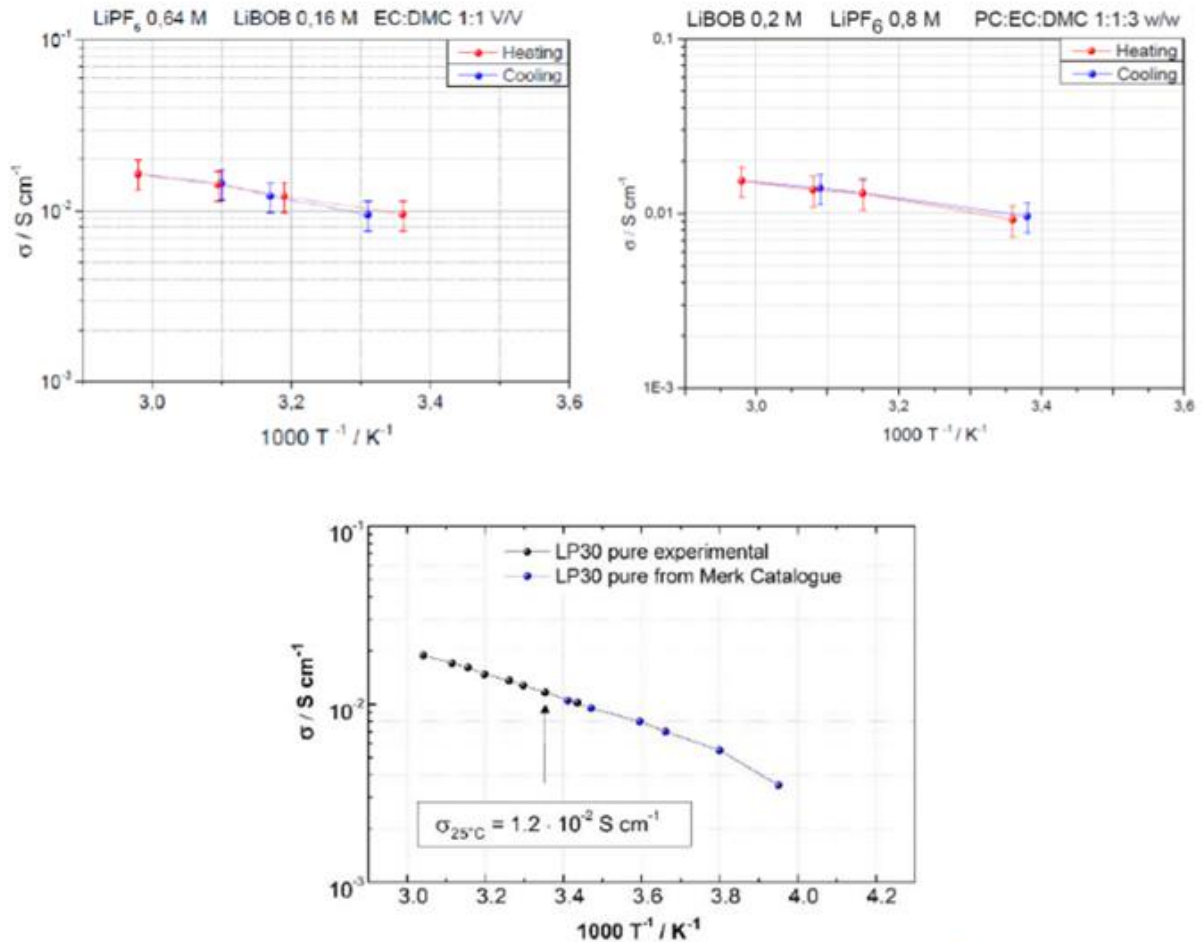 LiPF₆ 0,64 M LiBOB 0,16 M EC:DMC 1:1 V/V
10⁻¹
Heating
Cooling
σ / S cm⁻¹
10⁻²
10⁻³
3,0 3,2 3,4 3,6
1000 T⁻¹ / K⁻¹
LiBOB 0,2 M LiPF₆ 0,8 M PC:EC:DMC 1:1:3 w/w
0,1
Heating
Cooling
σ / S cm⁻¹
0,01
1E-3
3,0 3,2 3,4 3,6
1000 T⁻¹ / K⁻¹
10⁻¹
LP30 pure experimental
LP30 pure from Merk Catalogue
σ / S cm⁻¹
10⁻²
σ25°C = 1.2 · 10⁻² S cm⁻¹
10⁻³
3.0 3.2 3.4 3.6 3.8 4.0 4.2
1000 T⁻¹ / K⁻¹